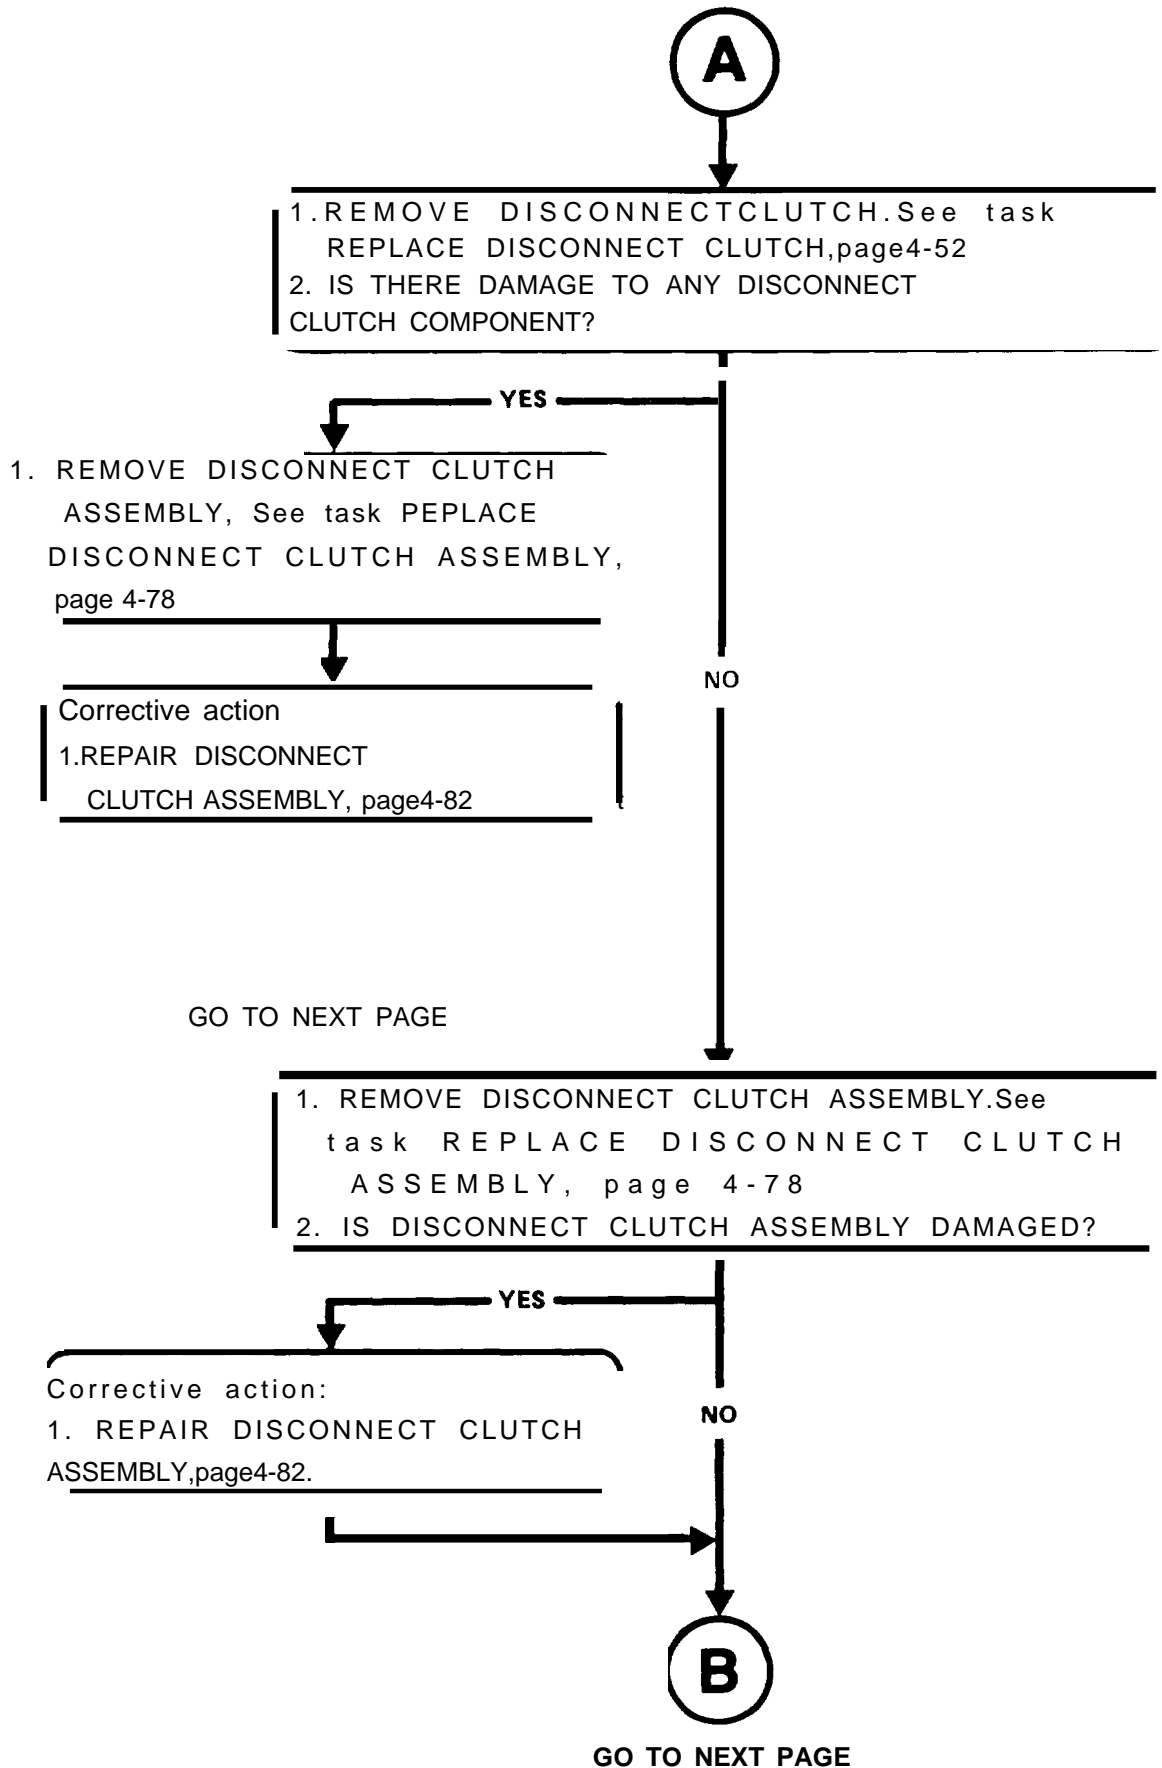 A
1.REMOVE DISCONNECTCLUTCH.See task
REPLACE DISCONNECT CLUTCH,page4-52
2. IS THERE DAMAGE TO ANY DISCONNECT
CLUTCH COMPONENT?
YES
1. REMOVE DISCONNECT CLUTCH
ASSEMBLY, See task PEPLACE
DISCONNECT CLUTCH ASSEMBLY,
page 4-78
NO
Corrective action
1.REPAIR DISCONNECT
CLUTCH ASSEMBLY, page4-82
GO TO NEXT PAGE
1. REMOVE DISCONNECT CLUTCH ASSEMBLY.See
task REPLACE DISCONNECT CLUTCH
ASSEMBLY, page 4-78
2. IS DISCONNECT CLUTCH ASSEMBLY DAMAGED?
YES
Corrective action:
1. REPAIR DISCONNECT CLUTCH
ASSEMBLY,page4-82.
NO
B
GO TO NEXT PAGE